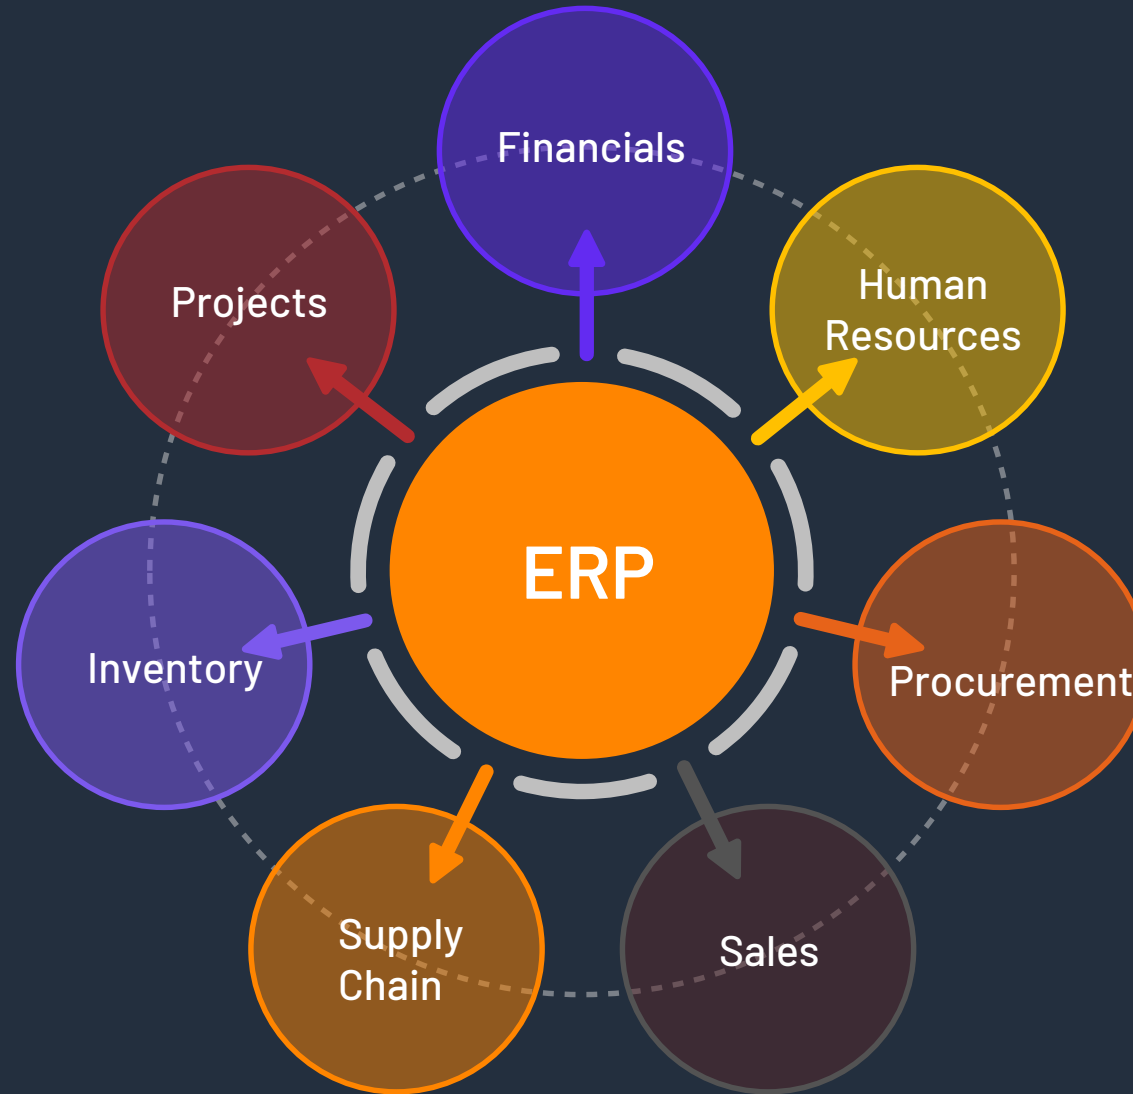 Financials
Human
Resources
Projects
ERP
Inventory
Procurement
Supply
Chain
Sales